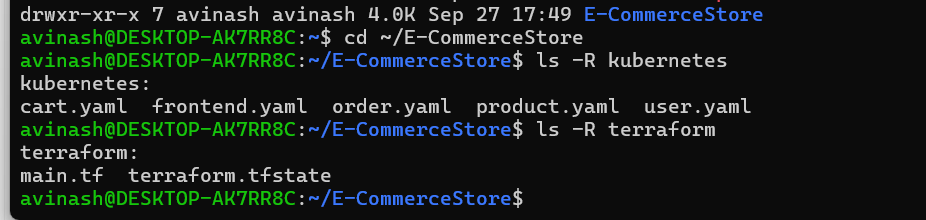 drwxr-xr-x 7 avinash avinash 4.0K Sep 27 17:49 E-CommerceStore
avinash@DESKTOP-AK7RR8C:~$ cd ~/E-CommerceStore
avinash@DESKTOP-AK7RR8C:~/E-CommerceStore$ ls -R kubernetes
kubernetes:
cart.yaml  frontend.yaml  order.yaml  product.yaml  user.yaml
avinash@DESKTOP-AK7RR8C:~/E-CommerceStore$ ls -R terraform
terraform:
main.tf  terraform.tfstate
avinash@DESKTOP-AK7RR8C:~/E-CommerceStore$